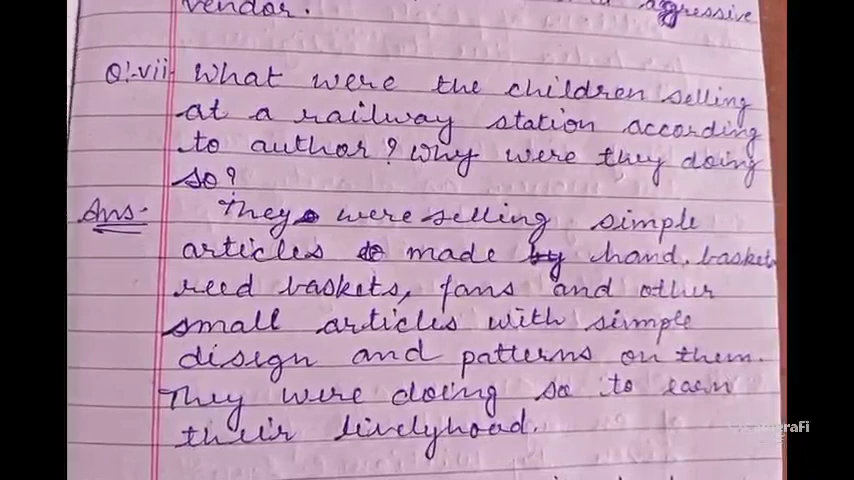 vendor. aggressive
Q:-vii- What were the children selling
at a railway station according
to author? Why were they doing
so?
Ans- They were selling simple
articles made by hand, basket
reed baskets, fans and other
small articles with simple
disegn and patterns on them.
They were doing so to earn
their livelyhood.